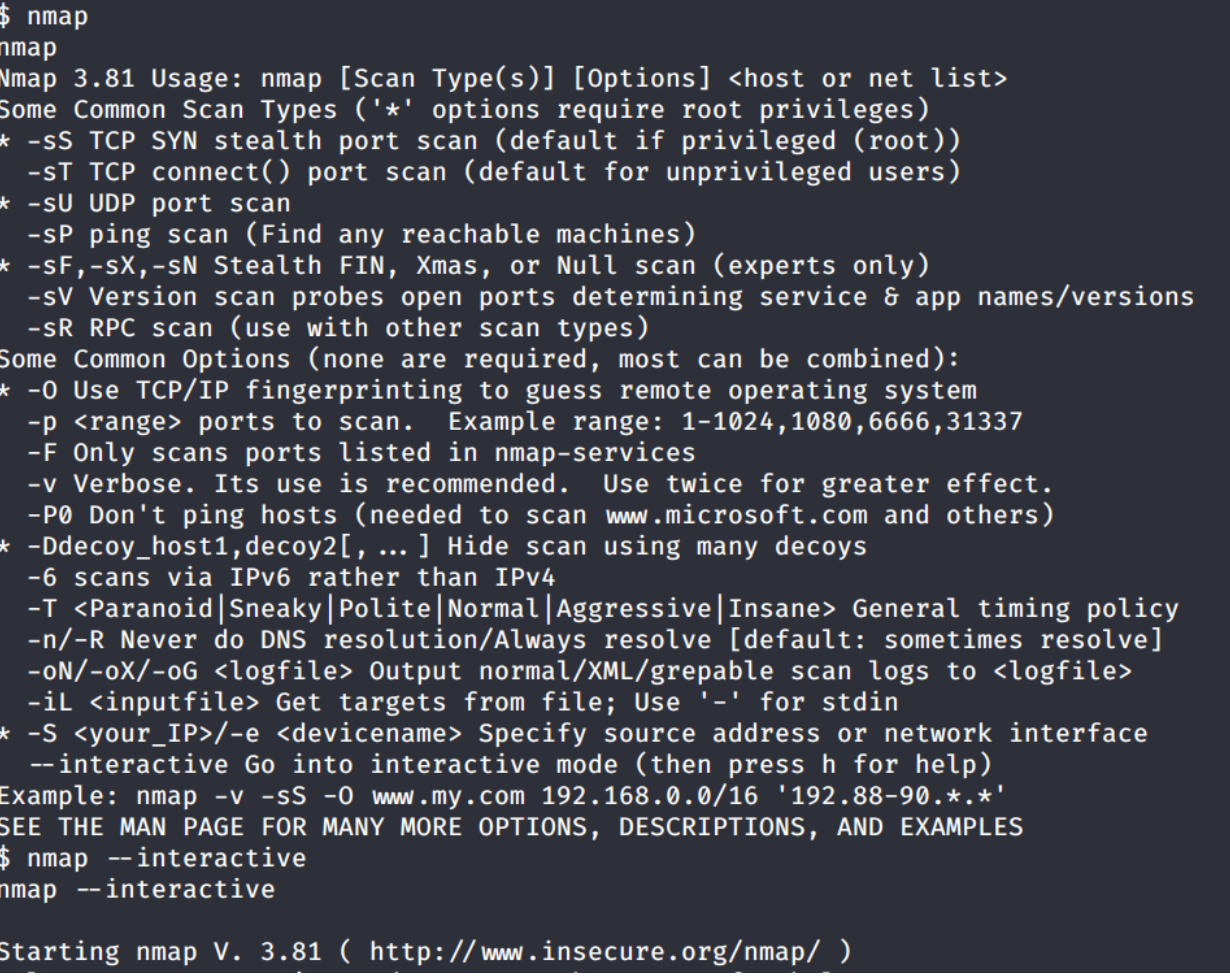 $ nmap
nmap
Nmap 3.81 Usage: nmap [Scan Type(s)] [Options] <host or net list>
Some Common Scan Types ('*' options require root privileges)
* -sS TCP SYN stealth port scan (default if privileged (root))
  -sT TCP connect() port scan (default for unprivileged users)
* -sU UDP port scan
  -sP ping scan (Find any reachable machines)
* -sF,-sX,-sN Stealth FIN, Xmas, or Null scan (experts only)
  -sV Version scan probes open ports determining service & app names/versions
  -sR RPC scan (use with other scan types)
Some Common Options (none are required, most can be combined):
* -O Use TCP/IP fingerprinting to guess remote operating system
  -p <range> ports to scan.  Example range: 1-1024,1080,6666,31337
  -F Only scans ports listed in nmap-services
  -v Verbose. Its use is recommended.  Use twice for greater effect.
  -P0 Don't ping hosts (needed to scan www.microsoft.com and others)
* -Ddecoy_host1,decoy2[,...] Hide scan using many decoys
  -6 scans via IPv6 rather than IPv4
  -T <Paranoid|Sneaky|Polite|Normal|Aggressive|Insane> General timing policy
  -n/-R Never do DNS resolution/Always resolve [default: sometimes resolve]
  -oN/-oX/-oG <logfile> Output normal/XML/grepable scan logs to <logfile>
  -iL <inputfile> Get targets from file; Use '-' for stdin
* -S <your_IP>/-e <devicename> Specify source address or network interface
  --interactive Go into interactive mode (then press h for help)
Example: nmap -v -sS -O www.my.com 192.168.0.0/16 '192.88-90.*.*'
SEE THE MAN PAGE FOR MANY MORE OPTIONS, DESCRIPTIONS, AND EXAMPLES
$ nmap --interactive
nmap --interactive

Starting nmap V. 3.81 ( http://www.insecure.org/nmap/ )